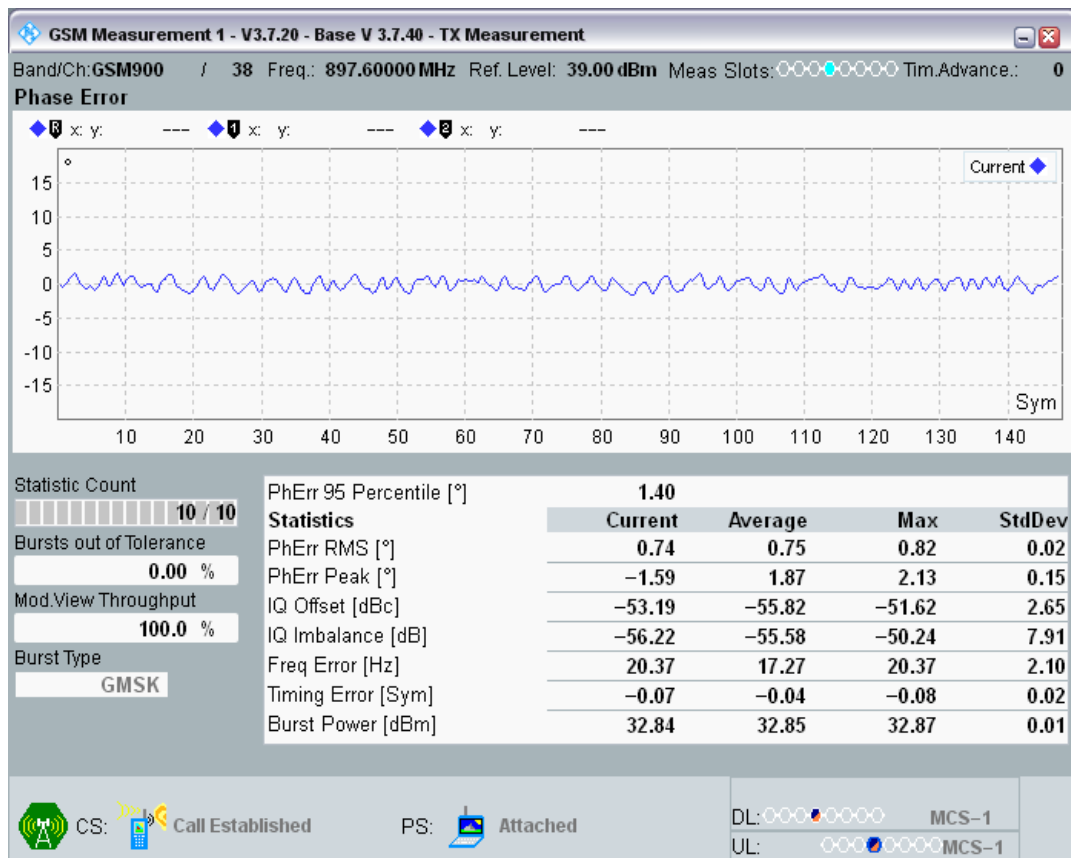 GSM Measurement 1 - V3.7.20 - Base V 3.7.40 - TX Measurement
Band/Ch:GSM900 / 38 Freq.: 897.60000 MHz Ref. Level: 39.00 dBm Meas Slots: Tim.Advance.: 0
Phase Error
R x: y: --- 1 x: y: --- 2 x: y: ---
° Current
15
10
5
0
-5
-10
-15
Sym
10 20 30 40 50 60 70 80 90 100 110 120 130 140
Statistic Count
10 / 10
Bursts out of Tolerance
0.00 %
Mod.View Throughput
100.0 %
Burst Type
GMSK
PhErr 95 Percentile [°] 1.40
Statistics Current Average Max StdDev
PhErr RMS [°] 0.74 0.75 0.82 0.02
PhErr Peak [°] −1.59 1.87 2.13 0.15
IQ Offset [dBc] −53.19 −55.82 −51.62 2.65
IQ Imbalance [dB] −56.22 −55.58 −50.24 7.91
Freq Error [Hz] 20.37 17.27 20.37 2.10
Timing Error [Sym] −0.07 −0.04 −0.08 0.02
Burst Power [dBm] 32.84 32.85 32.87 0.01
CS: Call Established PS: Attached
DL: MCS−1
UL: MCS−1